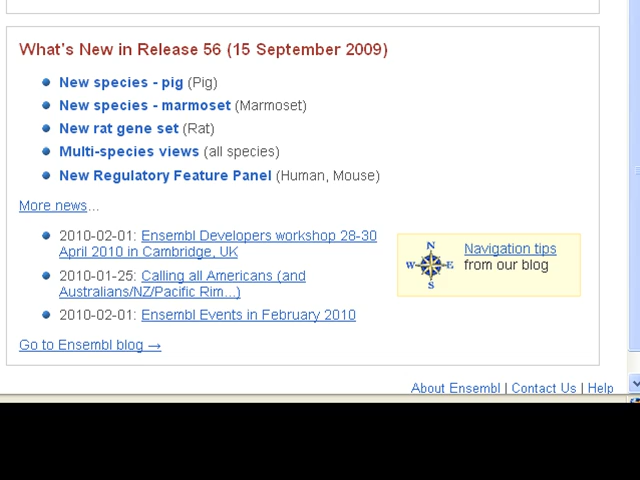 What's New in Release 56 (15 September 2009)
New species - pig (Pig)
New species - marmoset (Marmoset)
New rat gene set (Rat)
Multi-species views (all species)
New Regulatory Feature Panel (Human, Mouse)
More news...
2010-02-01: Ensembl Developers workshop 28-30
April 2010 in Cambridge, UK
2010-01-25: Calling all Americans (and
Australians/NZ/Pacific Rim...)
2010-02-01: Ensembl Events in February 2010
Go to Ensembl blog →
N
W E
S
Navigation tips
from our blog
About Ensembl | Contact Us | Help